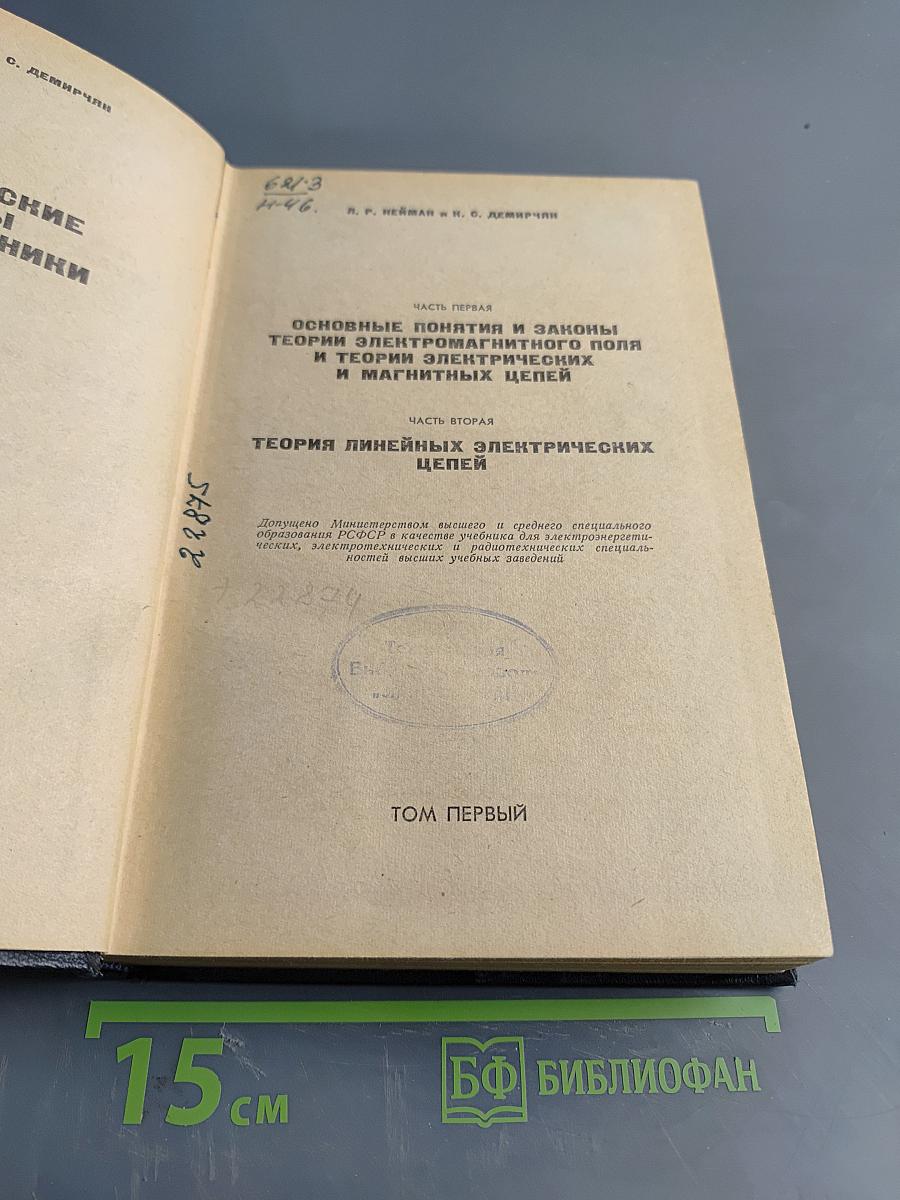 С. ДЕМИРЧЯН
СКИЕ
Ы
НИКИ
621.3
Н-46.
Л. Р. НЕЙМАН и К. С. ДЕМИРЧЯН
ЧАСТЬ ПЕРВАЯ
ОСНОВНЫЕ ПОНЯТИЯ И ЗАКОНЫ
ТЕОРИИ ЭЛЕКТРОМАГНИТНОГО ПОЛЯ
И ТЕОРИИ ЭЛЕКТРИЧЕСКИХ
И МАГНИТНЫХ ЦЕПЕЙ
ЧАСТЬ ВТОРАЯ
ТЕОРИЯ ЛИНЕЙНЫХ ЭЛЕКТРИЧЕСКИХ
ЦЕПЕЙ
22875
Допущено Министерством высшего и среднего специального
образования РСФСР в качестве учебника для электроэнергети-
ческих, электротехнических и радиотехнических специаль-
ностей высших учебных заведений
+ 22874
ТОМ ПЕРВЫЙ
15 см
БФ БИБЛИОФАН